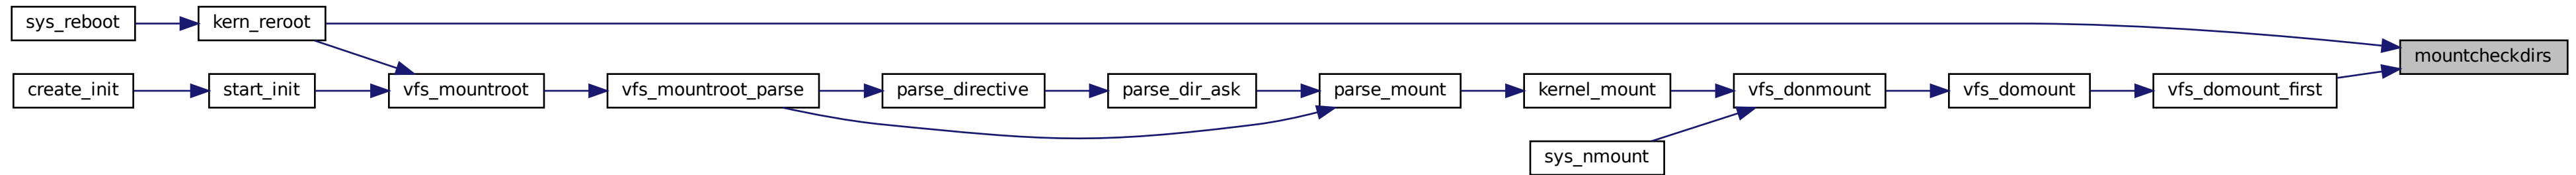 sys_reboot
kern_reroot
mountcheckdirs
create_init
start_init
vfs_mountroot
vfs_mountroot_parse
parse_directive
parse_dir_ask
parse_mount
kernel_mount
vfs_donmount
vfs_domount
vfs_domount_first
sys_nmount